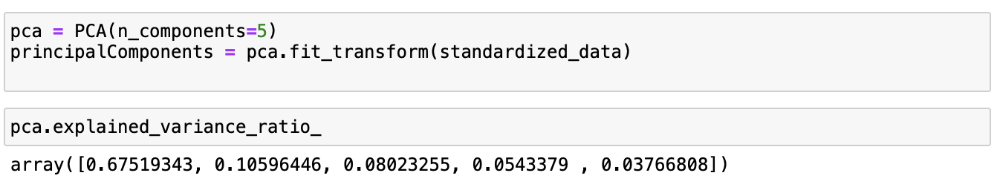 pca = PCA(n_components=5)
principalComponents = pca.fit_transform(standardized_data)
pca.explained_variance_ratio_
array([0.67519343, 0.10596446, 0.08023255, 0.0543379 , 0.03766808])